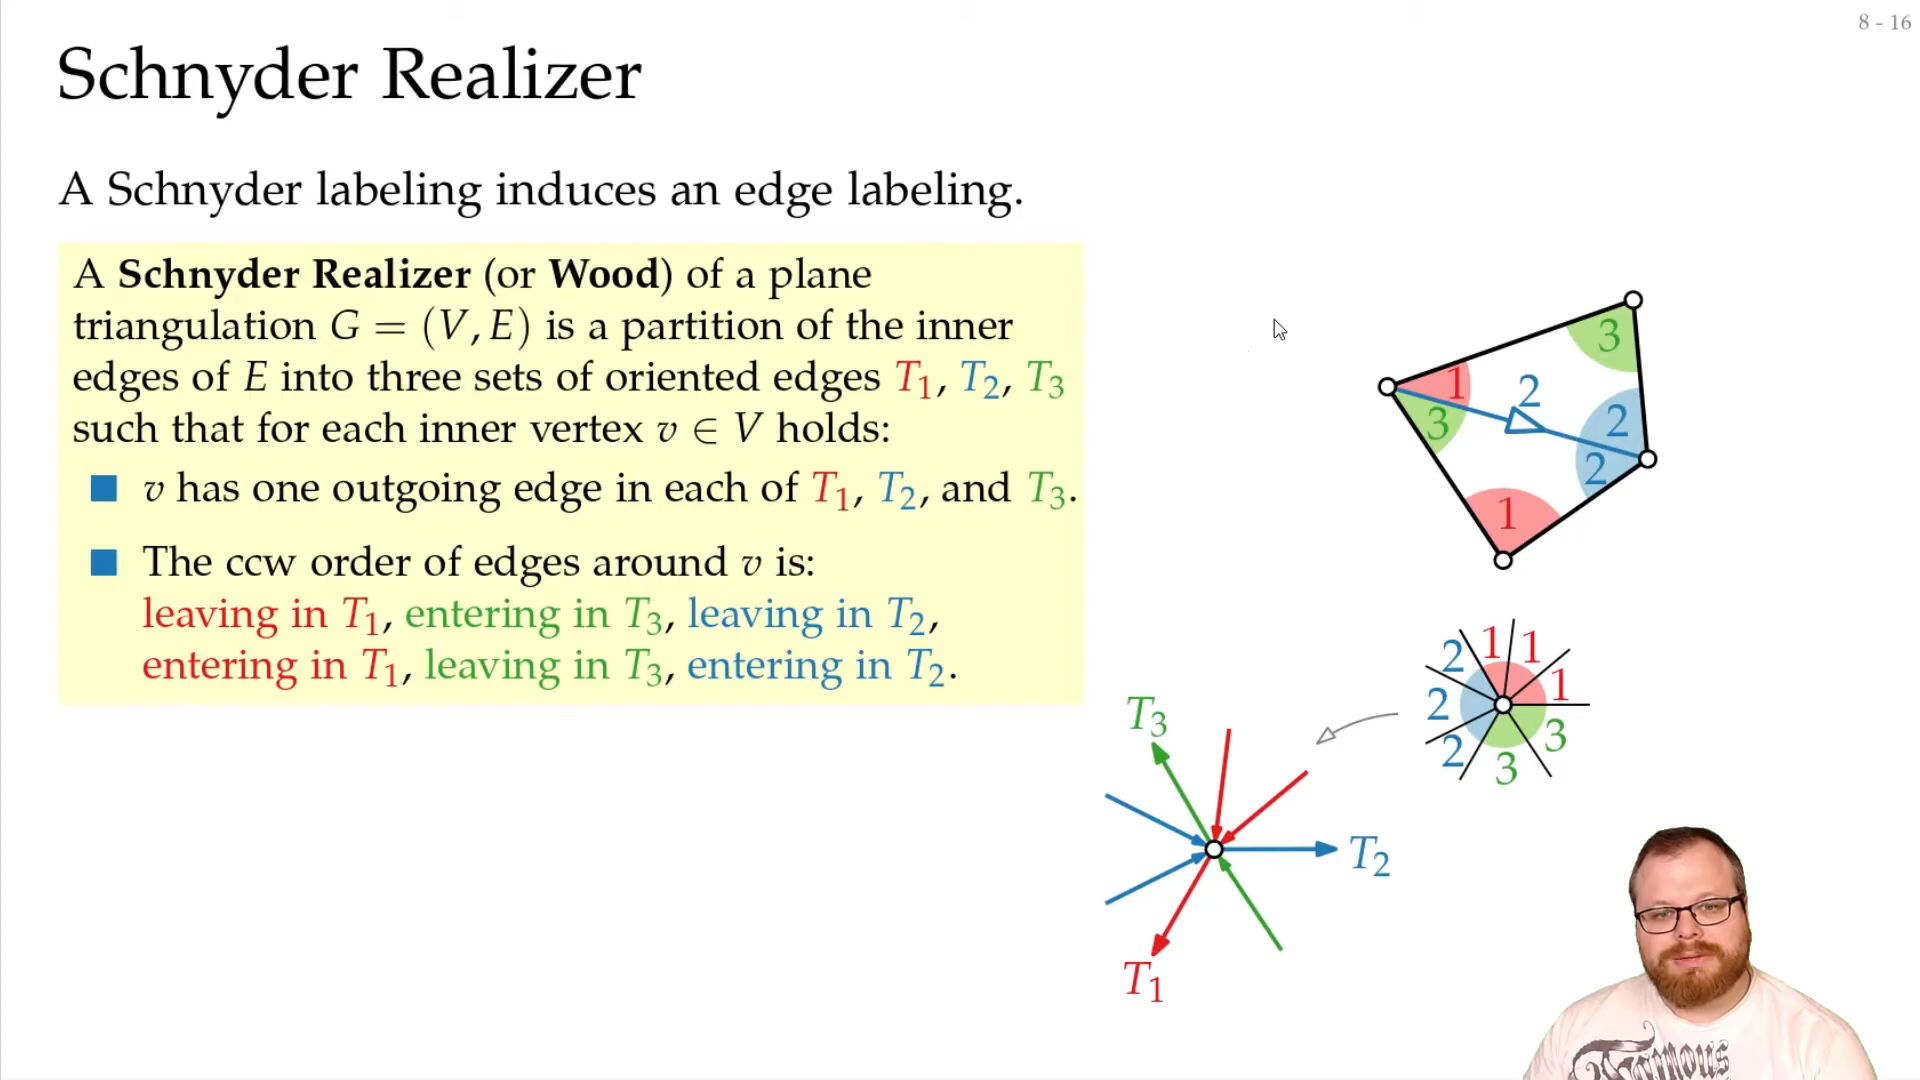 8 - 16
Schnyder Realizer
A Schnyder labeling induces an edge labeling.
A Schnyder Realizer (or Wood) of a plane
triangulation G = (V, E) is a partition of the inner
edges of E into three sets of oriented edges T₁, T₂, T₃
such that for each inner vertex v ∈ V holds:
v has one outgoing edge in each of T₁, T₂, and T₃.
The ccw order of edges around v is:
leaving in T₁, entering in T₃, leaving in T₂,
entering in T₁, leaving in T₃, entering in T₂.
3
1
2
3
2
2
1
2 1 1
2 1
2 3
3
T₃
T₂
T₁
Famous